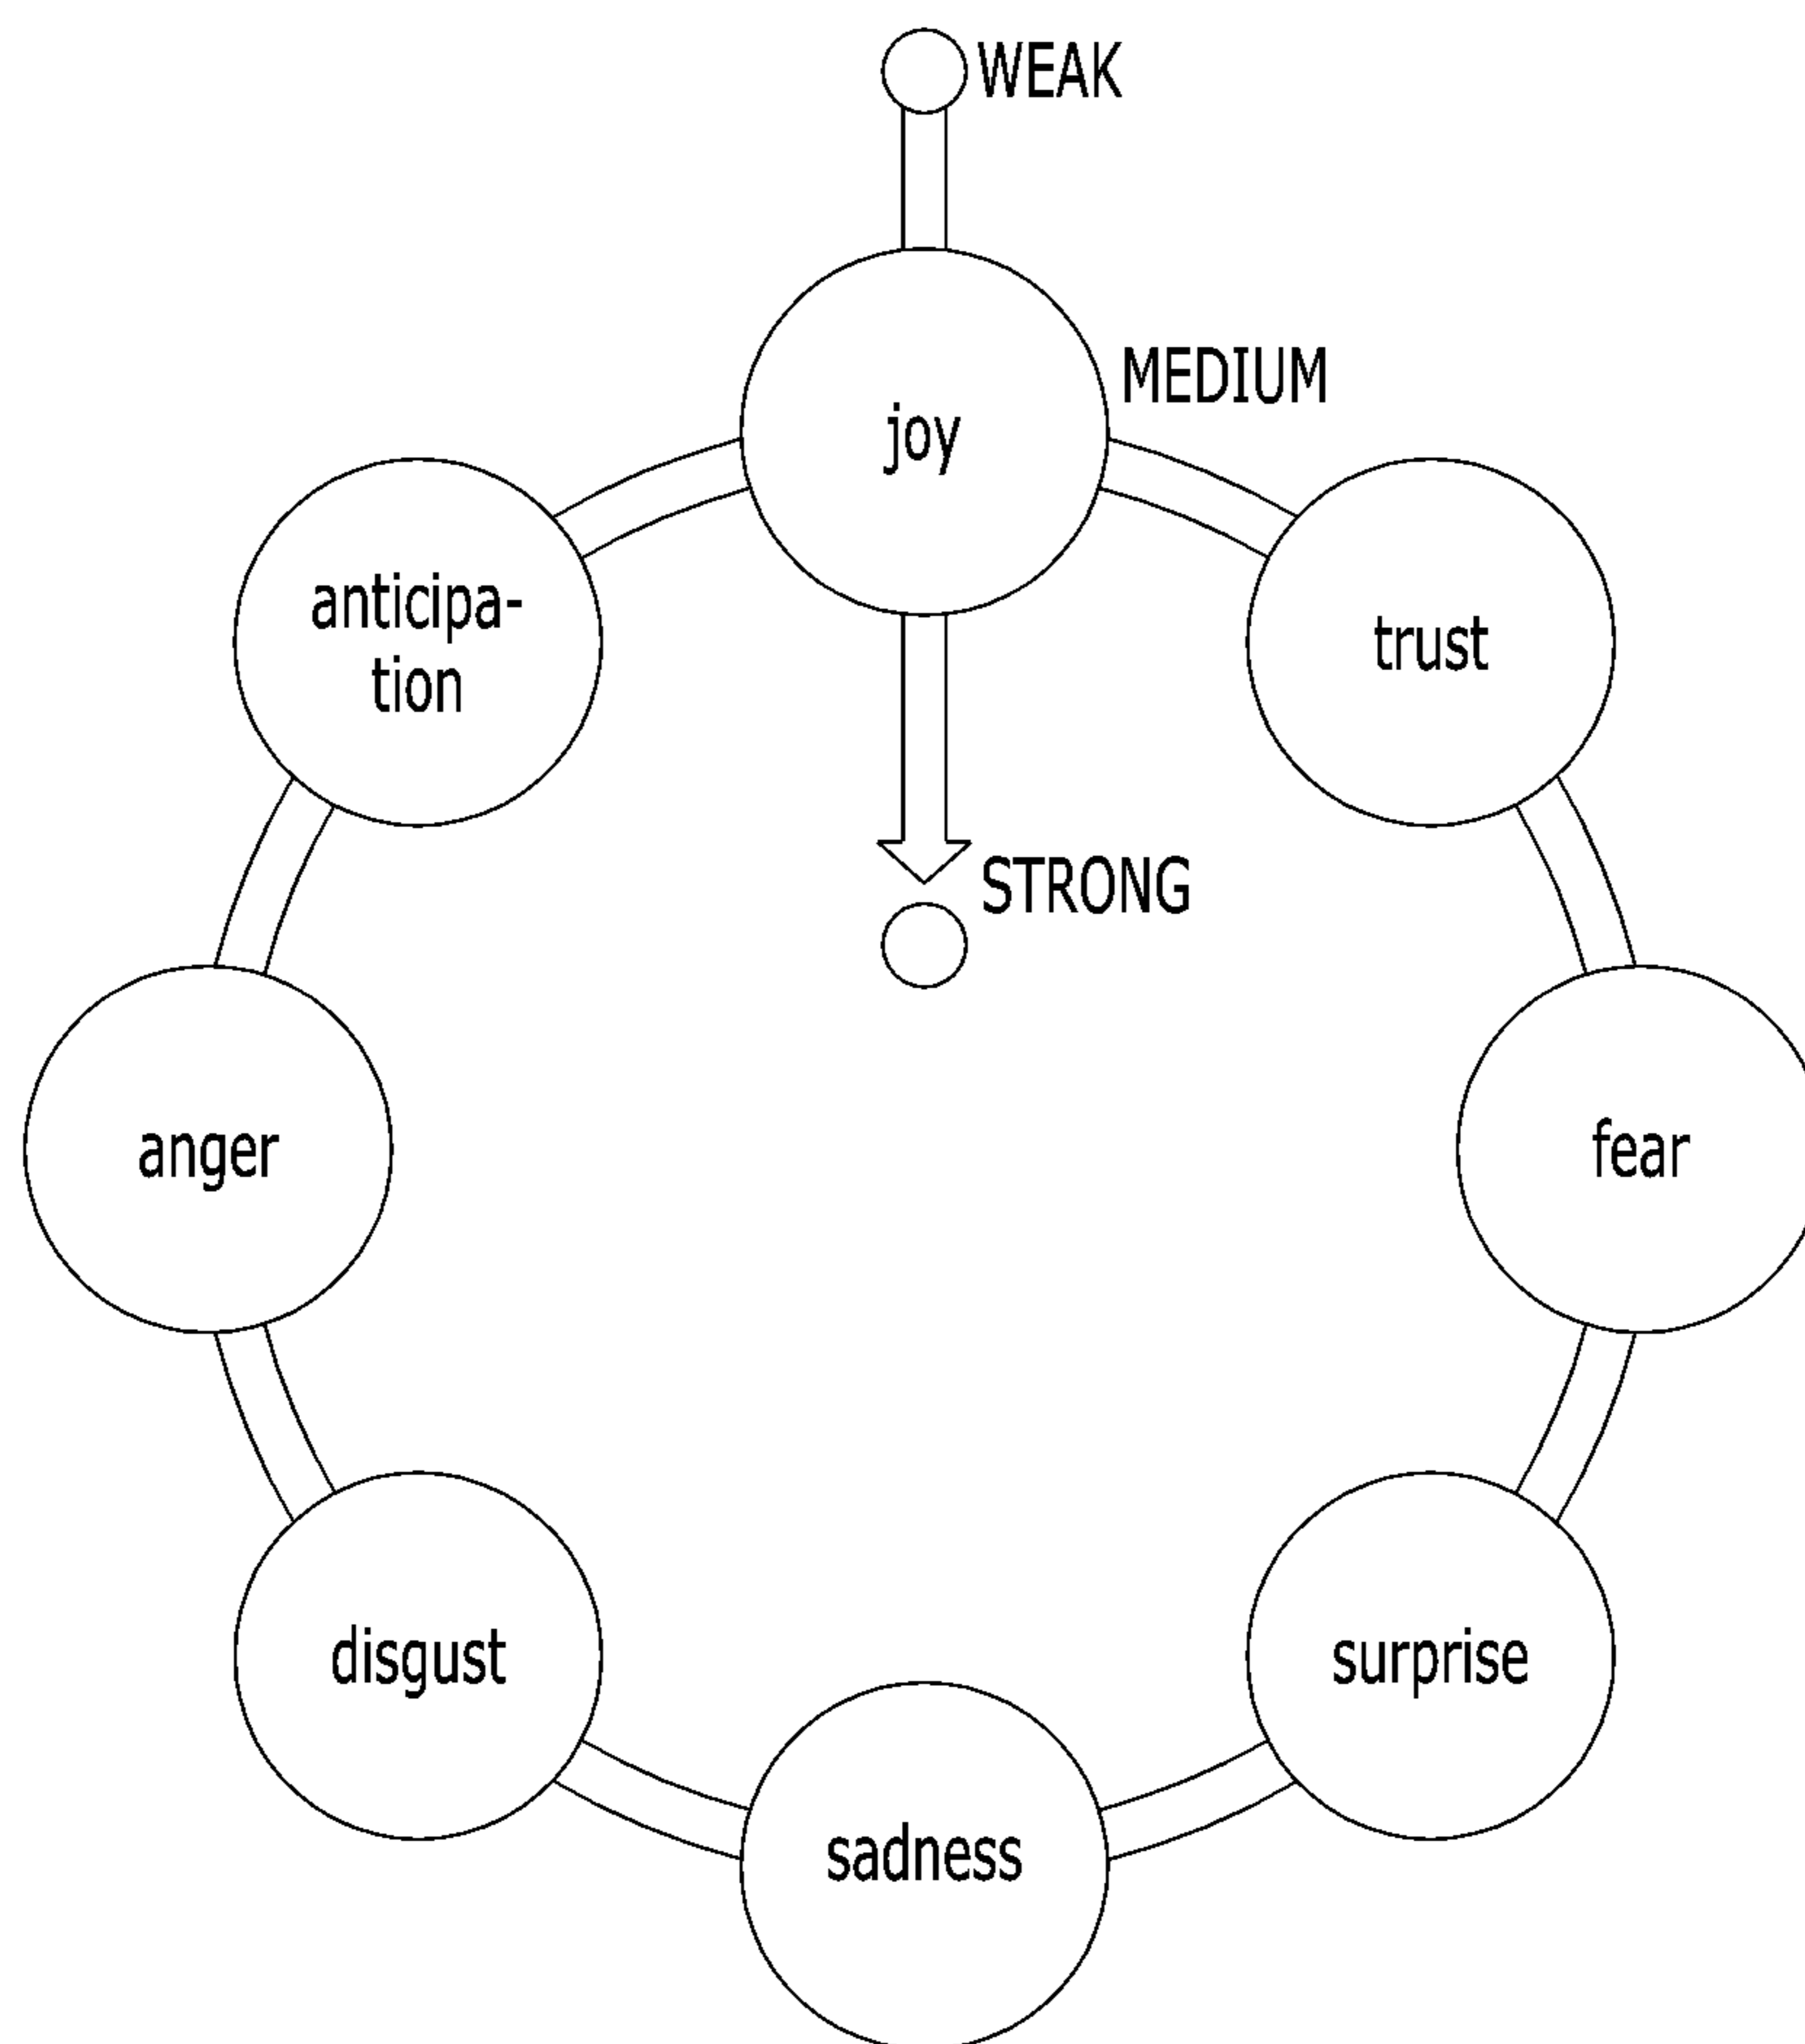 WEAK
MEDIUM
joy
anticipa-
tion
trust
STRONG
anger
fear
disgust
surprise
sadness